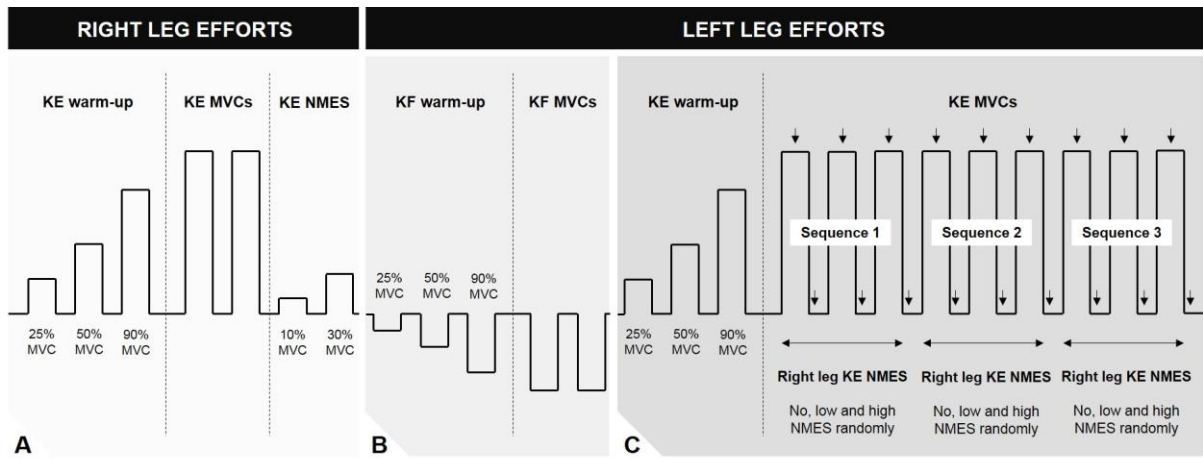 RIGHT LEG EFFORTS
LEFT LEG EFFORTS
KE warm-up
KE MVCs
KE NMES
25%
MVC
50%
MVC
90%
MVC
10%
MVC
30%
MVC
A
KF warm-up
KF MVCs
25%
MVC
50%
MVC
90%
MVC
B
KE warm-up
KE MVCs
25%
MVC
50%
MVC
90%
MVC
Sequence 1
Sequence 2
Sequence 3
Right leg KE NMES
No, low and high
NMES randomly
Right leg KE NMES
No, low and high
NMES randomly
Right leg KE NMES
No, low and high
NMES randomly
C